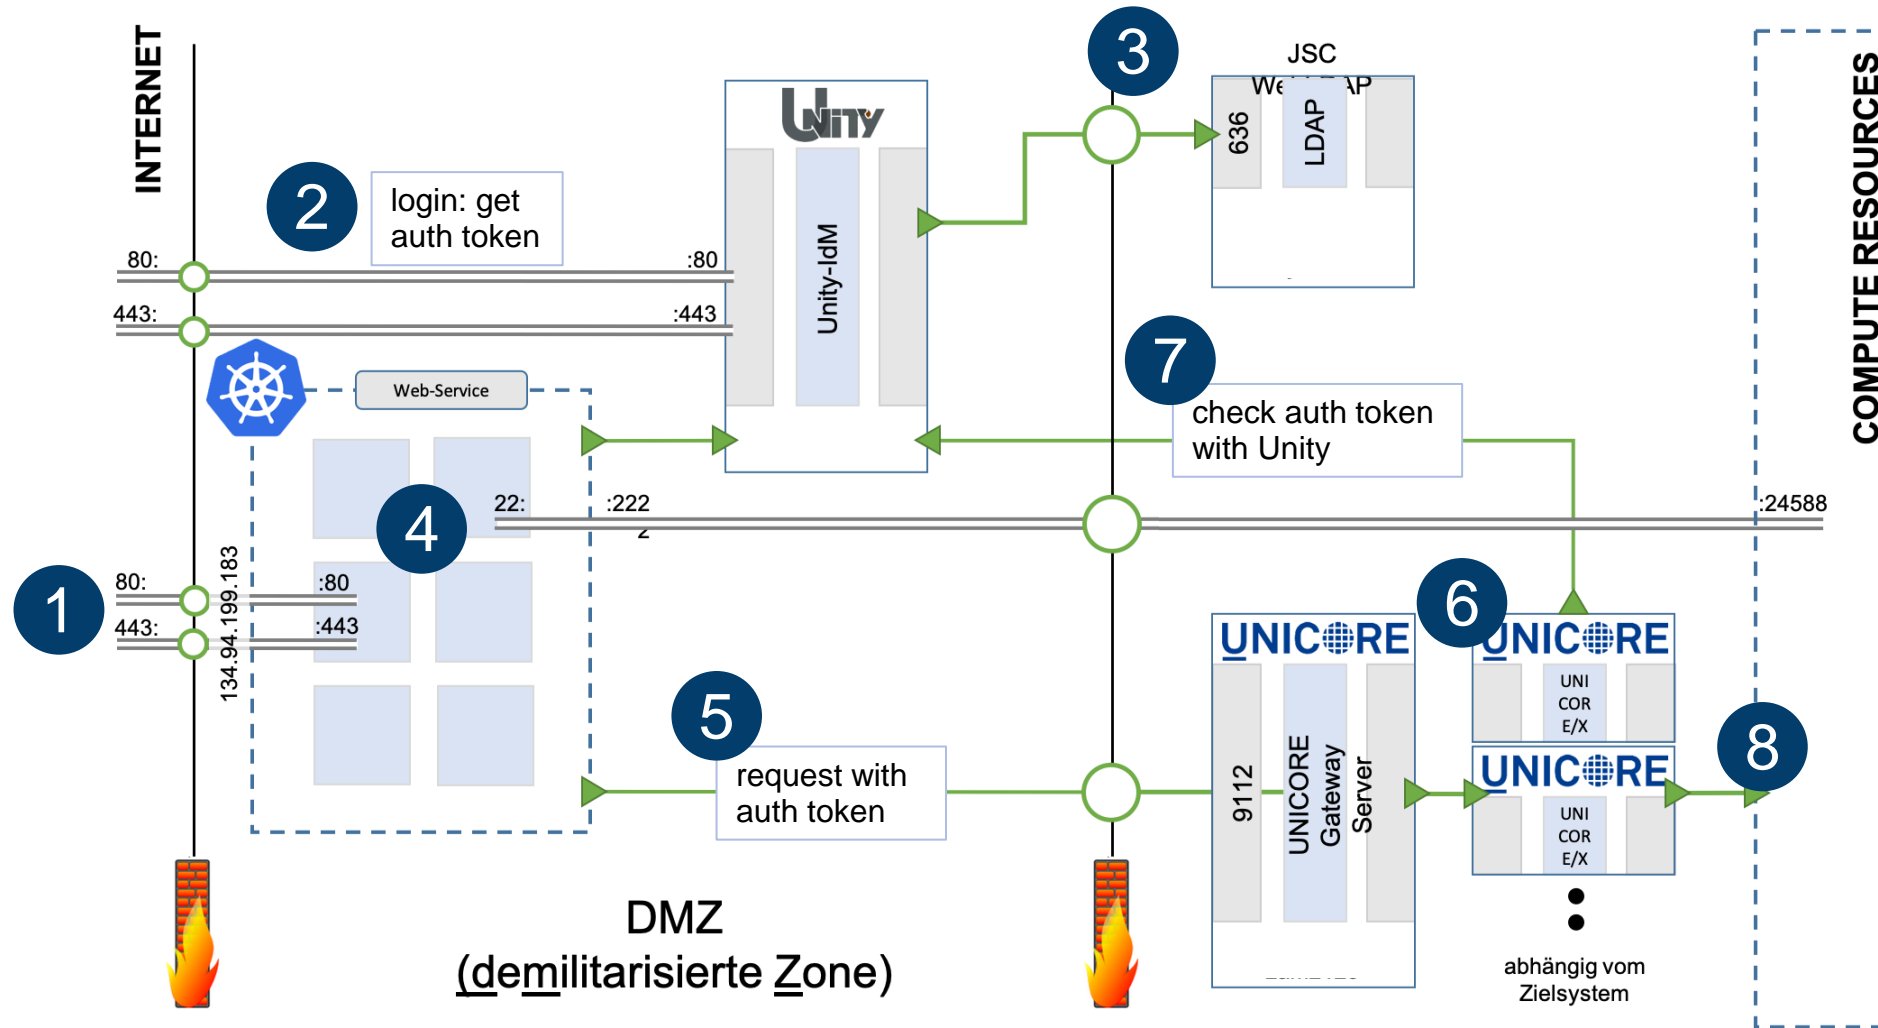 INTERNET
3
JSC
636
LDAP
COMPUTE RESOURCES
UNiTY
2
login: get
auth token
80:
:80
443:
:443
Unity-IdM
7
check auth token
with Unity
Web-Service
22:
:222
2
:24588
4
134.94.199.183
1
80:
:80
443:
:443
5
request with
auth token
UNICORE
9112
UNICORE
Gateway
Server
6
UNICORE
UNI
COR
E/X
UNICORE
UNI
COR
E/X
8
abhängig vom
Zielsystem
DMZ
(demilitarisierte Zone)